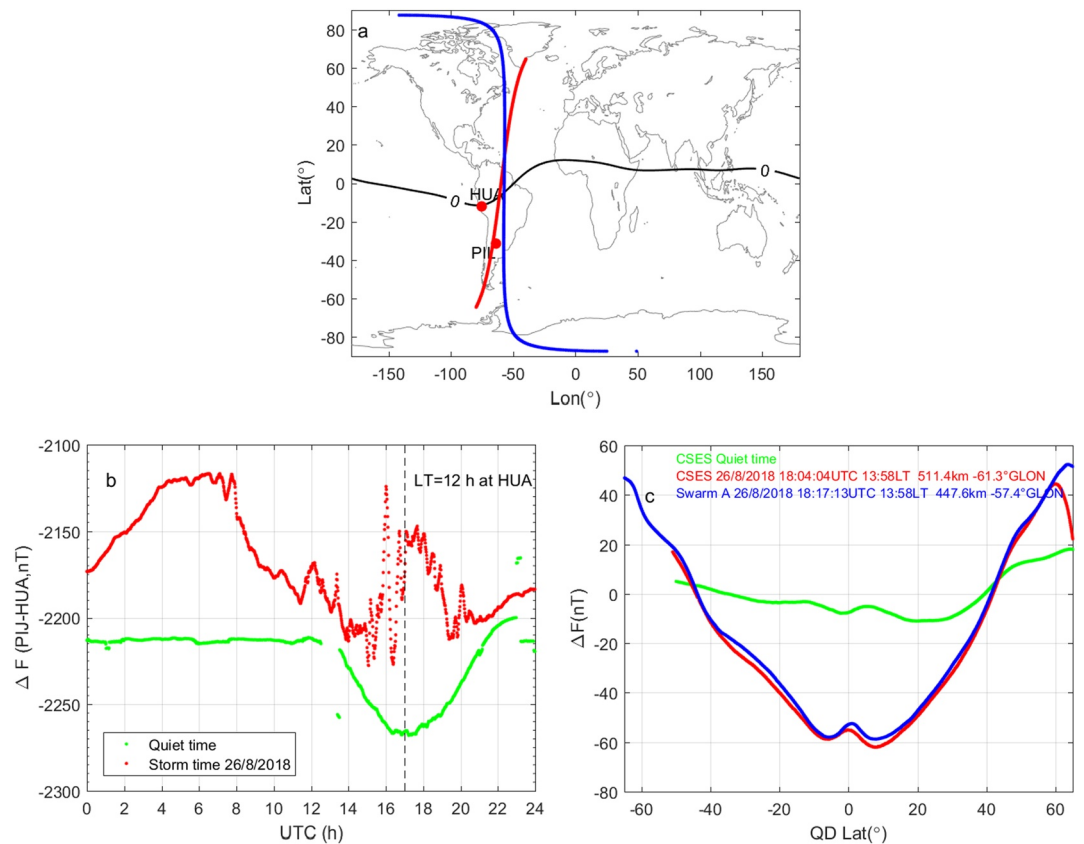 a
80
60
40
20
0
-20
-40
-60
-80
Lat(°)
HUA
PIL
0
0
-150 -100 -50 0 50 100 150
Lon(°)
b
-2100
-2150
-2200
-2250
-2300
Δ F (PIU-HUA,nT)
LT=12 h at HUA
Quiet time
Storm time 26/8/2018
0 2 4 6 8 10 12 14 16 18 20 22 24
UTC (h)
60
40
20
0
-20
-40
-60
-80
ΔF(nT)
CSES Quiet time
CSES 26/8/2018 18:04:04UTC 13:58LT 511.4km -61.3°GLON
c
Swarm A 26/8/2018 18:17:13UTC 13:58LT 447.6km -57.4°GLON
-60 -40 -20 0 20 40 60
QD Lat(°)